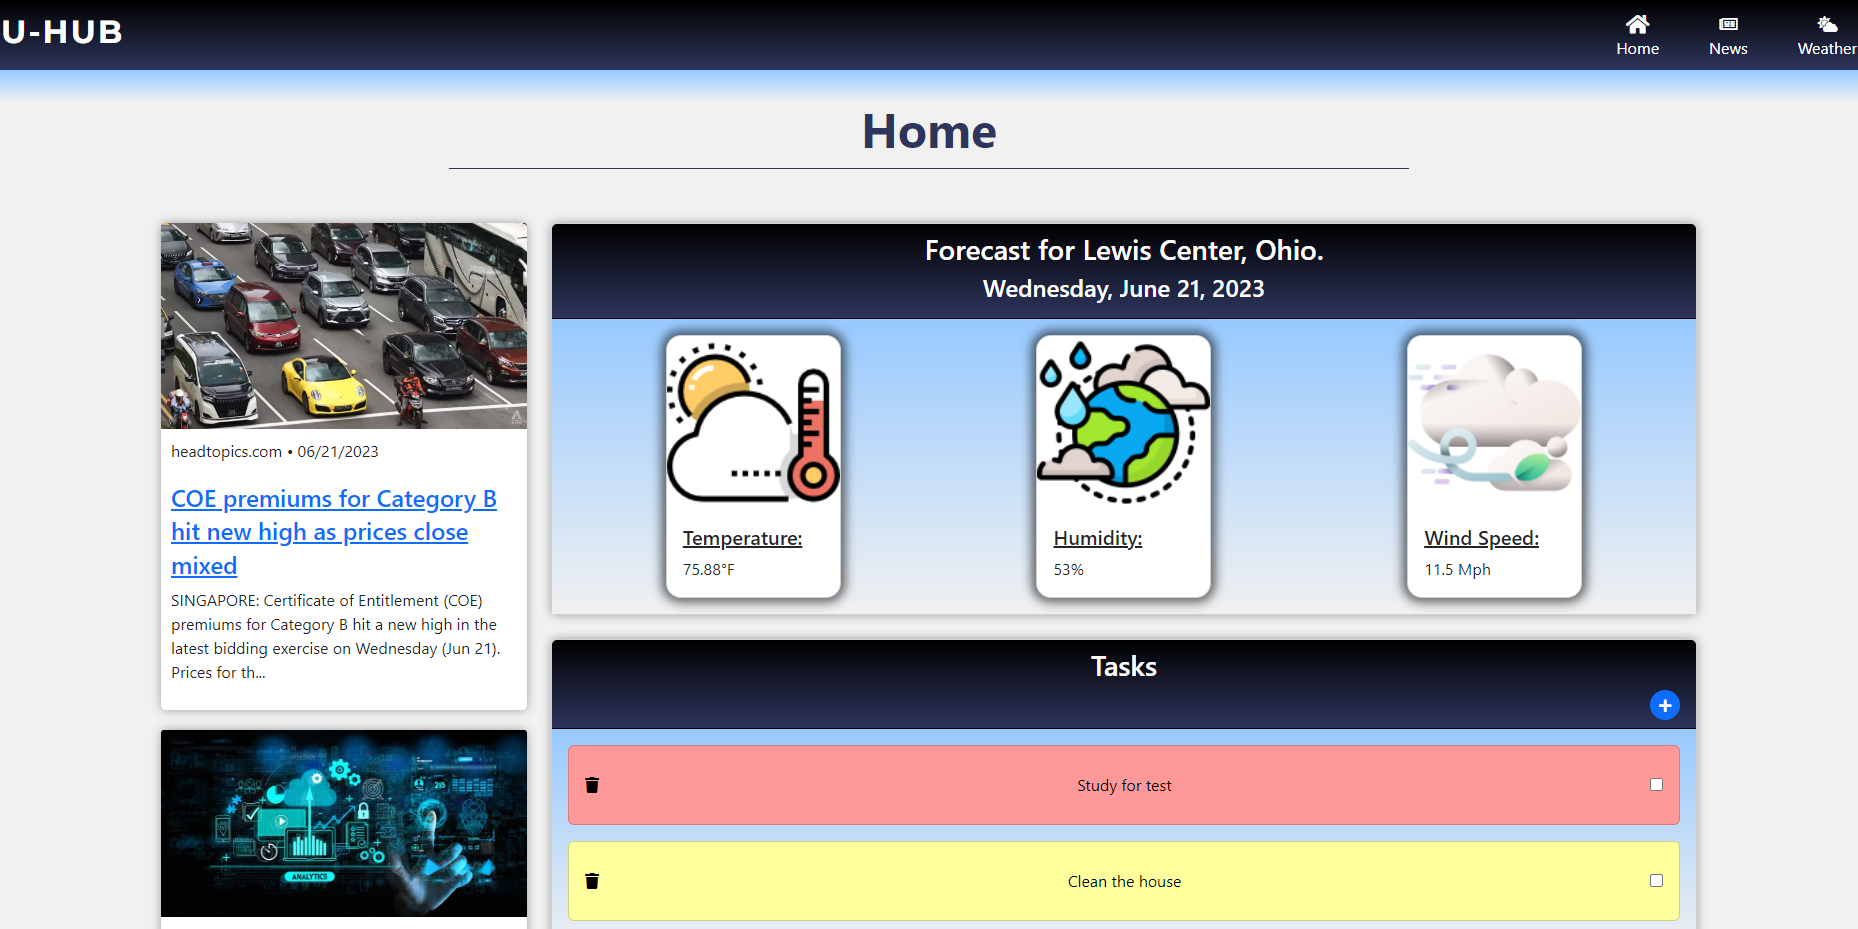 U-HUB
Home
News
Weather
Home
headtopics.com • 06/21/2023
COE premiums for Category B
hit new high as prices close
mixed
SINGAPORE: Certificate of Entitlement (COE)
premiums for Category B hit a new high in the
latest bidding exercise on Wednesday (Jun 21).
Prices for th...
ANALYTICS
215
Forecast for Lewis Center, Ohio.
Wednesday, June 21, 2023
Temperature:
75.88°F
Humidity:
53%
Wind Speed:
11.5 Mph
Tasks
Study for test
Clean the house